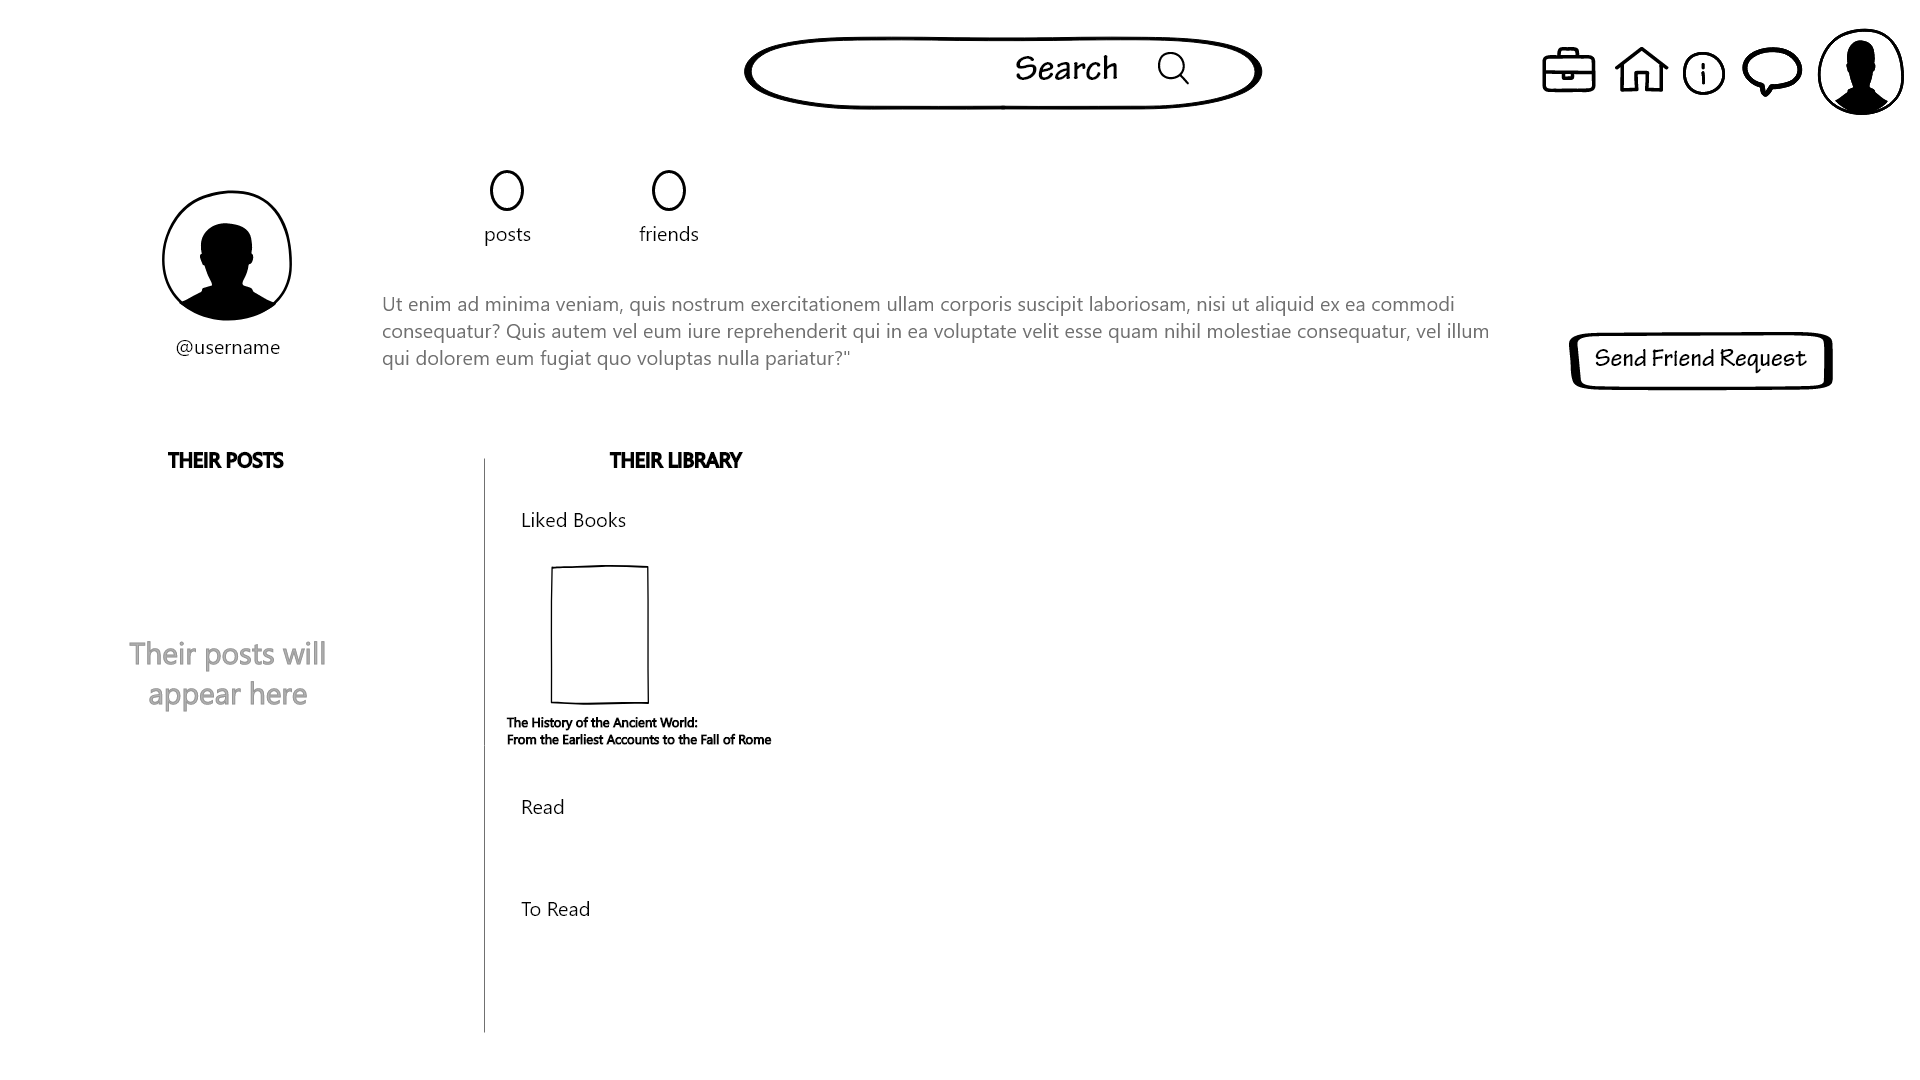 Search
0
0
posts
friends
Ut enim ad minima veniam, quis nostrum exercitationem ullam corporis suscipit laboriosam, nisi ut aliquid ex ea commodi
consequatur? Quis autem vel eum iure reprehenderit qui in ea voluptate velit esse quam nihil molestiae consequatur, vel illum
qui dolorem eum fugiat quo voluptas nulla pariatur?"
@username
Send Friend Request
THEIR POSTS
Their posts will
appear here
THEIR LIBRARY
Liked Books
The History of the Ancient World:
From the Earliest Accounts to the Fall of Rome
Read
To Read